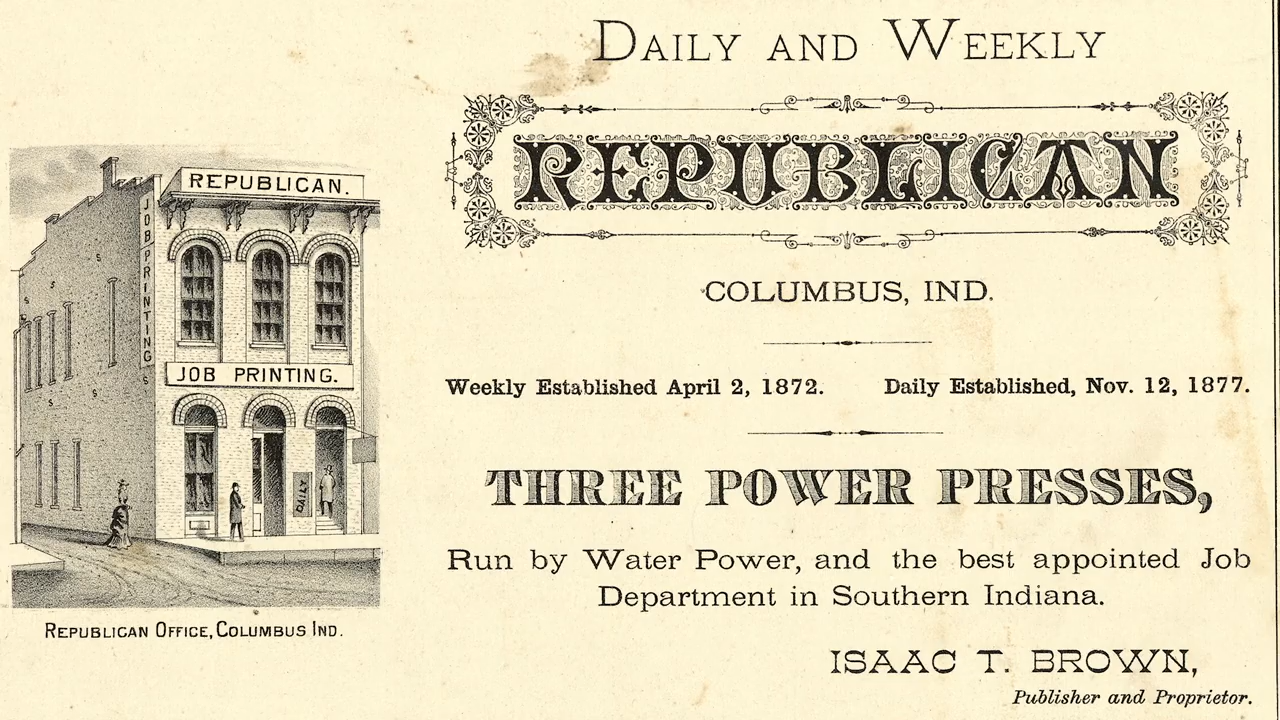 DAILY AND WEEKLY
REPUBLICAN
COLUMBUS, IND.
Weekly Established April 2, 1872. Daily Established, Nov. 12, 1877.
THREE POWER PRESSES,
Run by Water Power, and the best appointed Job
Department in Southern Indiana.
ISAAC T. BROWN,
Publisher and Proprietor.
REPUBLICAN.
JOB PRINTING
JOB PRINTING.
DAILY
REPUBLICAN OFFICE, COLUMBUS IND.